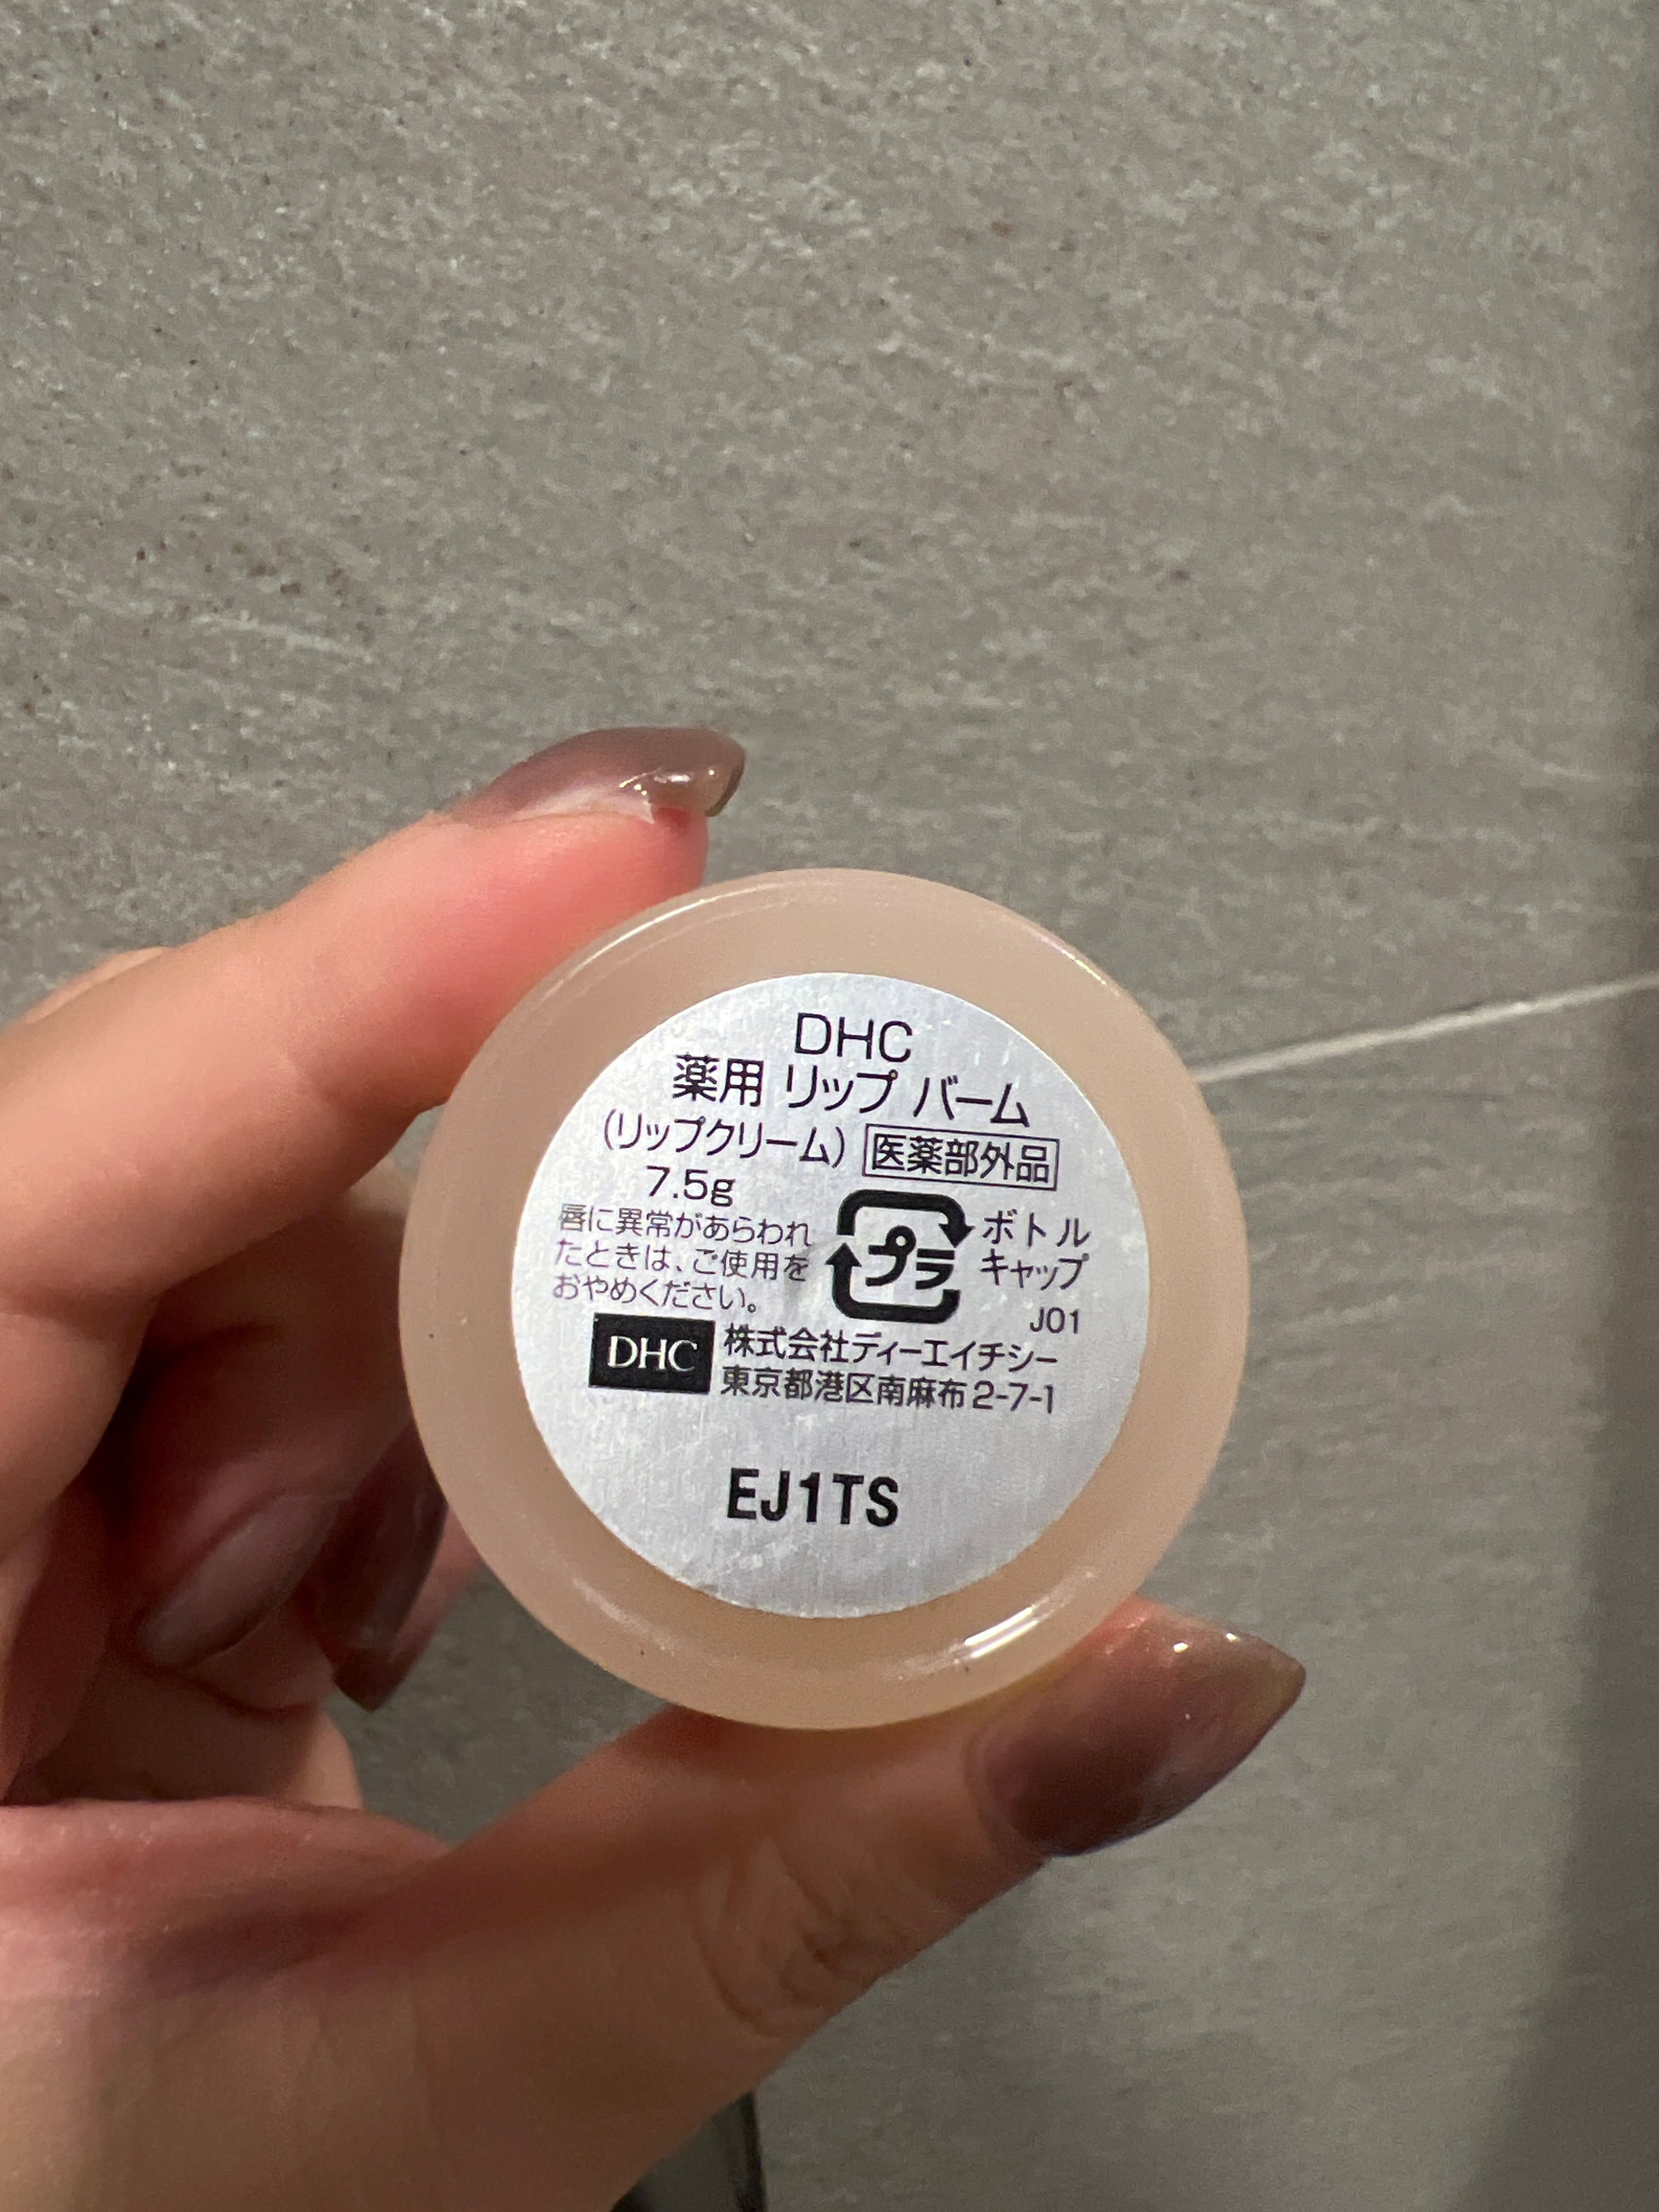 DHC
薬用 リップ バーム
(リップクリーム) 医薬部外品
7.5g
唇に異常があらわれ
たときは、ご使用を
おやめください。
プラ
ボトル
キャップ
J01
DHC
株式会社ディーエイチシー
東京都港区南麻布2-7-1
EJ1TS